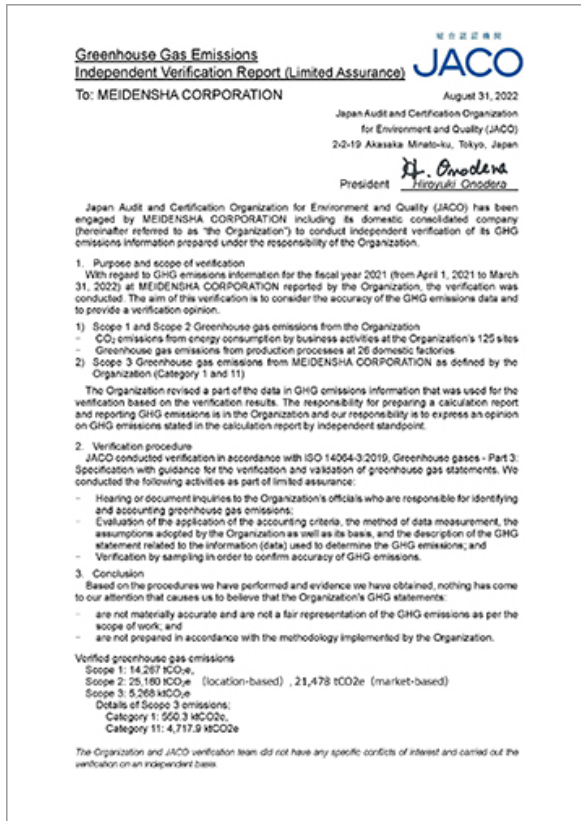 総合認証機関
JACO
Greenhouse Gas Emissions
Independent Verification Report (Limited Assurance)
To: MEIDENSHA CORPORATION
August 31, 2022
Japan Audit and Certification Organization
for Environment and Quality (JACO)
2-2-19 Akasaka Minato-ku, Tokyo, Japan
H. Onodera
President Hiroyuki Onodera
Japan Audit and Certification Organization for Environment and Quality (JACO) has been
engaged by MEIDENSHA CORPORATION including its domestic consolidated company
(hereinafter referred to as "the Organization") to conduct independent verification of its GHG
emissions information prepared under the responsibility of the Organization.
1. Purpose and scope of verification
With regard to GHG emissions information for the fiscal year 2021 (from April 1, 2021 to March
31, 2022) at MEIDENSHA CORPORATION reported by the Organization, the verification was
conducted. The aim of this verification is to consider the accuracy of the GHG emissions data and
to provide a verification opinion.
1) Scope 1 and Scope 2 Greenhouse gas emissions from the Organization
- CO₂ emissions from energy consumption by business activities at the Organization's 125 sites
- Greenhouse gas emissions from production processes at 26 domestic factories
2) Scope 3 Greenhouse gas emissions from MEIDENSHA CORPORATION as defined by the
Organization (Category 1 and 11)
The Organization revised a part of the data in GHG emissions information that was used for the
verification based on the verification results. The responsibility for preparing a calculation report
and reporting GHG emissions is in the Organization and our responsibility is to express an opinion
on GHG emissions stated in the calculation report by independent standpoint.
2. Verification procedure
JACO conducted verification in accordance with ISO 14064-3:2019, Greenhouse gases - Part 3:
Specification with guidance for the verification and validation of greenhouse gas statements. We
conducted the following activities as part of limited assurance:
- Hearing or document inquiries to the Organization's officials who are responsible for identifying
and accounting greenhouse gas emissions;
- Evaluation of the application of the accounting criteria, the method of data measurement, the
assumptions adopted by the Organization as well as its basis, and the description of the GHG
statement related to the information (data) used to determine the GHG emissions; and
- Verification by sampling in order to confirm accuracy of GHG emissions.
3. Conclusion
Based on the procedures we have performed and evidence we have obtained, nothing has come
to our attention that causes us to believe that the Organization's GHG statements:
- are not materially accurate and are not a fair representation of the GHG emissions as per the
scope of work; and
- are not prepared in accordance with the methodology implemented by the Organization.
Verified greenhouse gas emissions
Scope 1: 14,267 tCO₂e,
Scope 2: 25,160 tCO₂e (location-based) , 21,478 tCO2e (market-based)
Scope 3: 5,268 ktCO₂e
Details of Scope 3 emissions;
Category 1: 550.3 ktCO2e,
Category 11: 4,717.9 ktCO2e
The Organization and JACO verification team did not have any specific conflicts of interest and carried out the
verification on an independent basis.